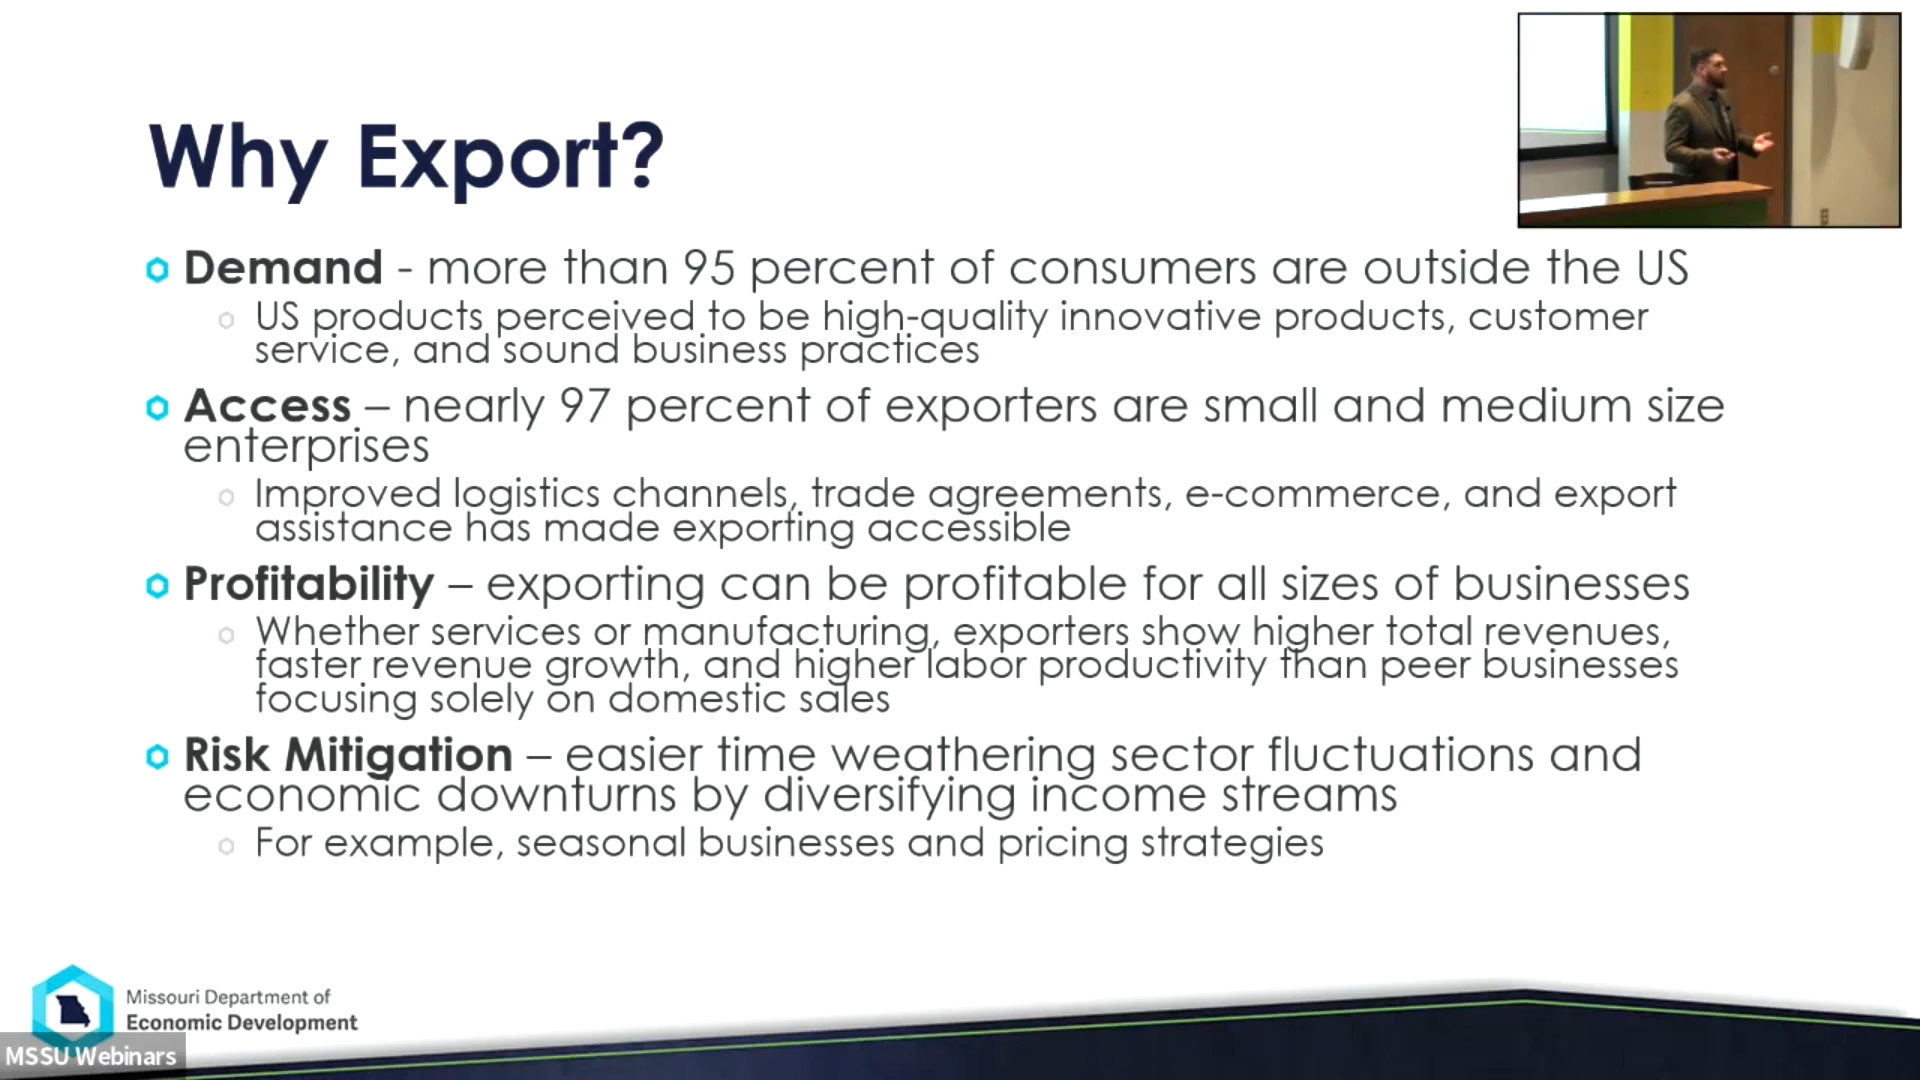 Why Export?
Demand - more than 95 percent of consumers are outside the US
US products perceived to be high-quality innovative products, customer
service, and sound business practices
Access – nearly 97 percent of exporters are small and medium size
enterprises
Improved logistics channels, trade agreements, e-commerce, and export
assistance has made exporting accessible
Profitability – exporting can be profitable for all sizes of businesses
Whether services or manufacturing, exporters show higher total revenues,
faster revenue growth, and higher labor productivity than peer businesses
focusing solely on domestic sales
Risk Mitigation – easier time weathering sector fluctuations and
economic downturns by diversifying income streams
For example, seasonal businesses and pricing strategies
Missouri Department of
Economic Development
MSSU Webinars